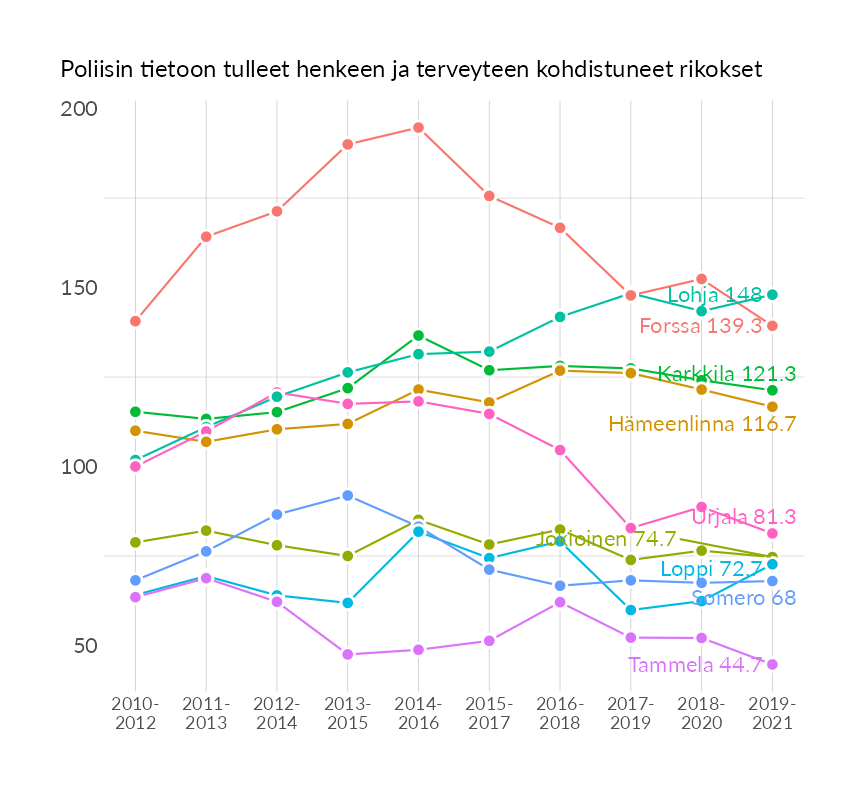 Poliisin tietoon tulleet henkeen ja terveyteen kohdistuneet rikokset
200
150
100
50
Lohja 148
Forssa 139.3
Karkkila 121.3
Hämeenlinna 116.7
Urjala 81.3
Jokioinen 74.7
Loppi 72.7
Somero 68
Tammela 44.7
2010- 2011- 2012- 2013- 2014- 2015- 2016- 2017- 2018- 2019-
2012 2013 2014 2015 2016 2017 2018 2019 2020 2021